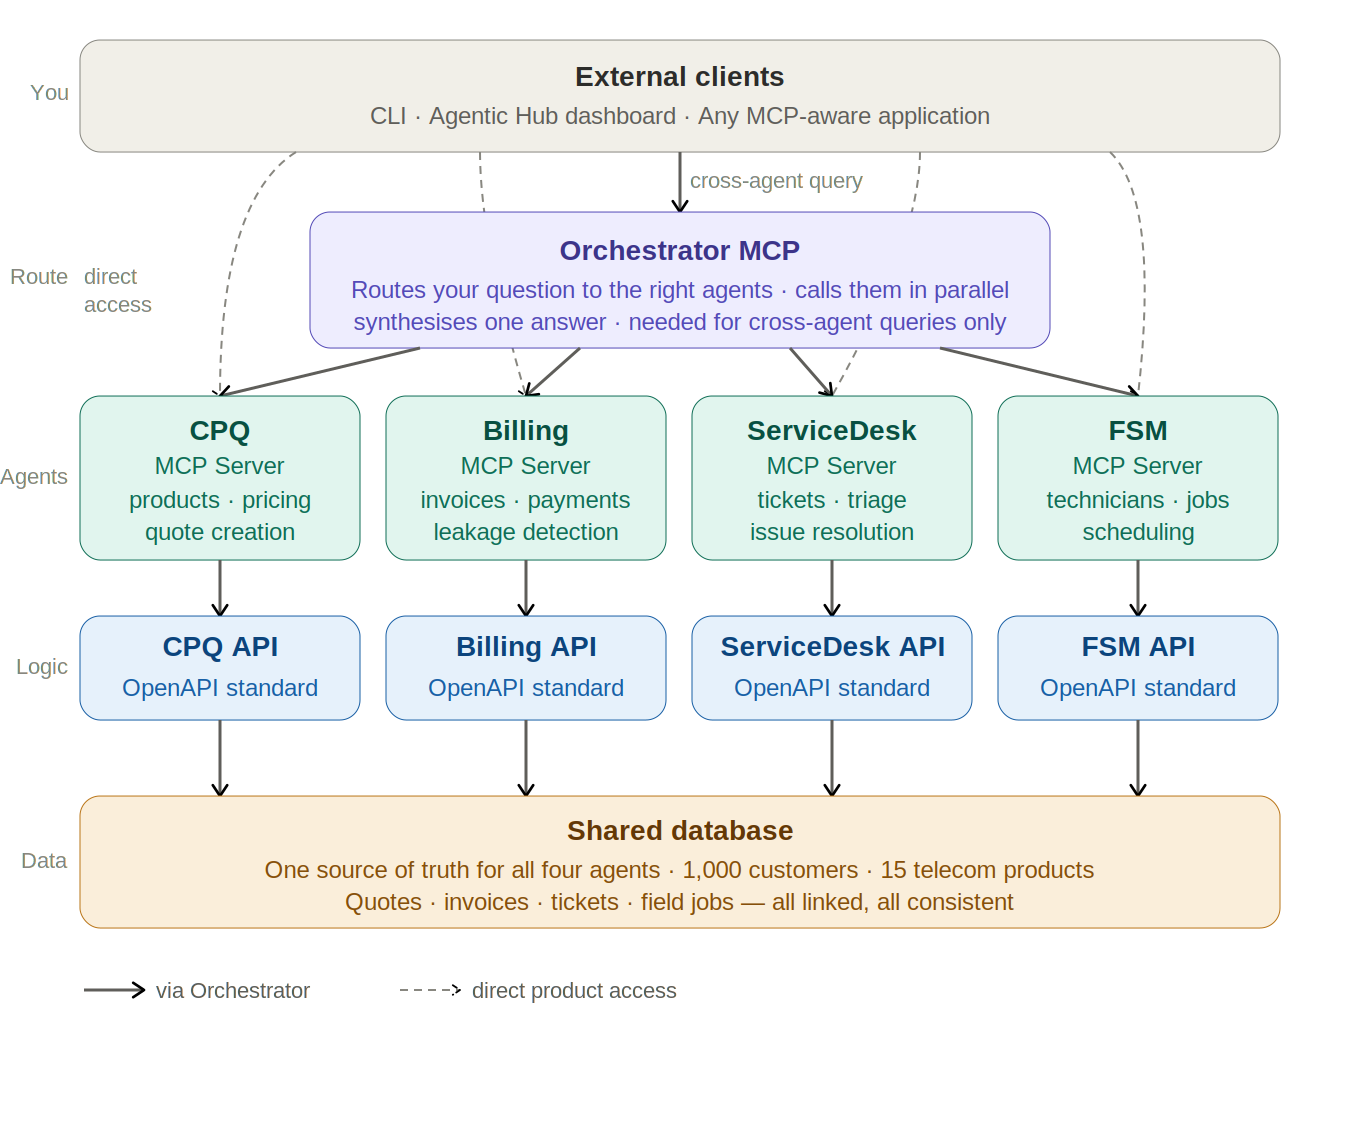 You
External clients
CLI · Agentic Hub dashboard · Any MCP-aware application
cross-agent query
Route
direct
access
Orchestrator MCP
Routes your question to the right agents · calls them in parallel
synthesises one answer · needed for cross-agent queries only
Agents
CPQ
MCP Server
products · pricing
quote creation
Billing
MCP Server
invoices · payments
leakage detection
ServiceDesk
MCP Server
tickets · triage
issue resolution
FSM
MCP Server
technicians · jobs
scheduling
Logic
CPQ API
OpenAPI standard
Billing API
OpenAPI standard
ServiceDesk API
OpenAPI standard
FSM API
OpenAPI standard
Data
Shared database
One source of truth for all four agents · 1,000 customers · 15 telecom products
Quotes · invoices · tickets · field jobs — all linked, all consistent
via Orchestrator
direct product access